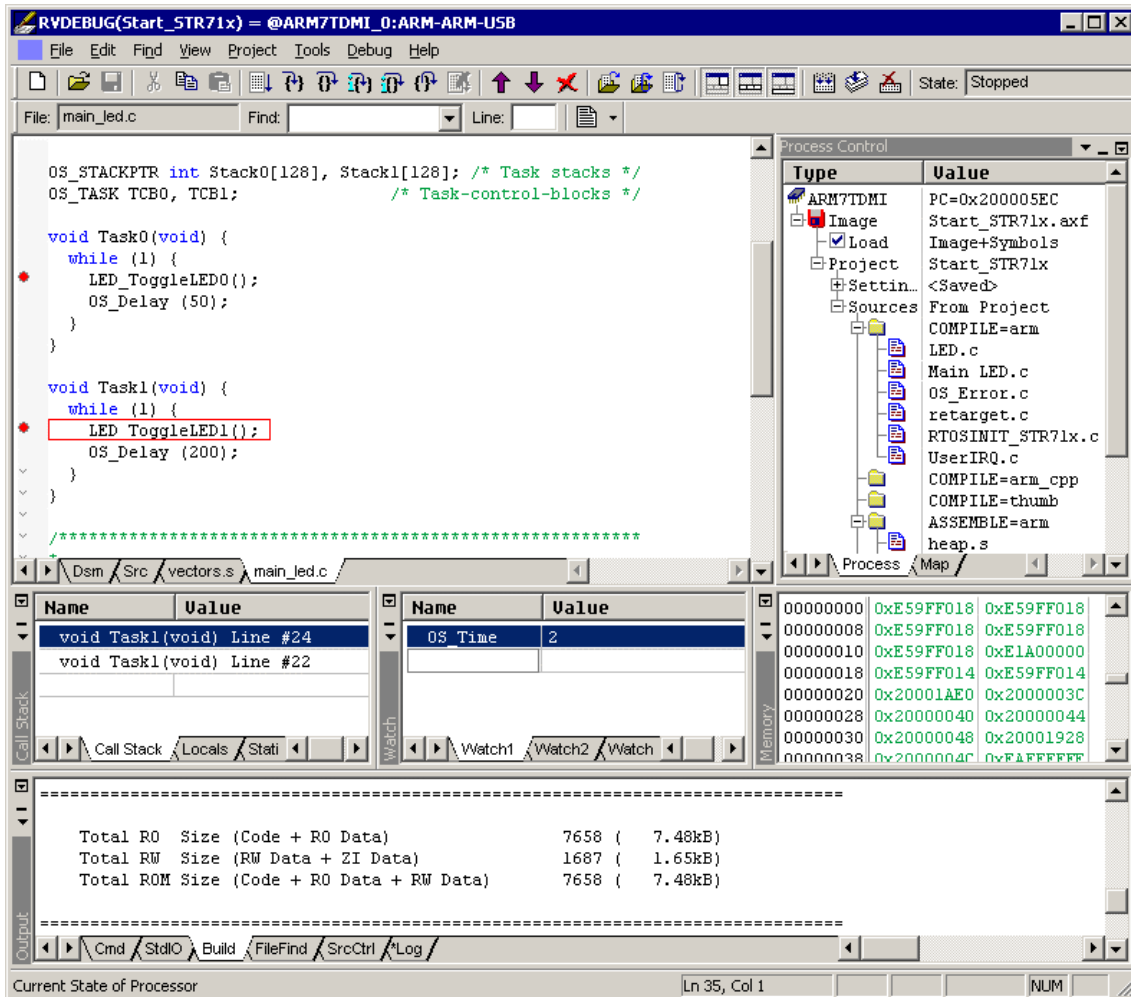 RVDEBUG(Start_STR71x) = @ARM7TDMI_0:ARM-ARM-USB
File Edit Find View Project Tools Debug Help
State: Stopped
File: main_led.c Find: Line:
OS_STACKPTR int Stack0[128], Stack1[128]; /* Task stacks */
OS_TASK TCB0, TCB1; /* Task-control-blocks */
void Task0(void) {
while (1) {
LED_ToggleLED0();
OS_Delay (50);
}
}
void Task1(void) {
while (1) {
LED_ToggleLED1();
OS_Delay (200);
}
}
/**********************************************************
Dsm Src vectors.s main_led.c
Process Control
Type Value
ARM7TDMI PC=0x200005EC
Image Start_STR71x.axf
Load Image+Symbols
Project Start_STR71x
Settin... <Saved>
Sources From Project
COMPILE=arm
LED.c
Main LED.c
OS_Error.c
retarget.c
RTOSINIT_STR71x.c
UserIRQ.c
COMPILE=arm_cpp
COMPILE=thumb
ASSEMBLE=arm
heap.s
Process Map
Name Value
void Task1(void) Line #24
void Task1(void) Line #22
Call Stack
Call Stack Locals Stati
Name Value
OS_Time 2
Watch
Watch1 Watch2 Watch
Memory
00000000 0xE59FF018 0xE59FF018
00000008 0xE59FF018 0xE59FF018
00000010 0xE59FF018 0xE1A00000
00000018 0xE59FF014 0xE59FF014
00000020 0x20001AE0 0x2000003C
00000028 0x20000040 0x20000044
00000030 0x20000048 0x20001928
00000038 0x2000004C 0xEAFFFFFF
================================================================================
Total RO Size (Code + RO Data) 7658 ( 7.48kB)
Total RW Size (RW Data + ZI Data) 1687 ( 1.65kB)
Total ROM Size (Code + RO Data + RW Data) 7658 ( 7.48kB)
================================================================================
Output
Cmd StdIO Build FileFind SrcCtrl *Log
Current State of Processor Ln 35, Col 1 NUM